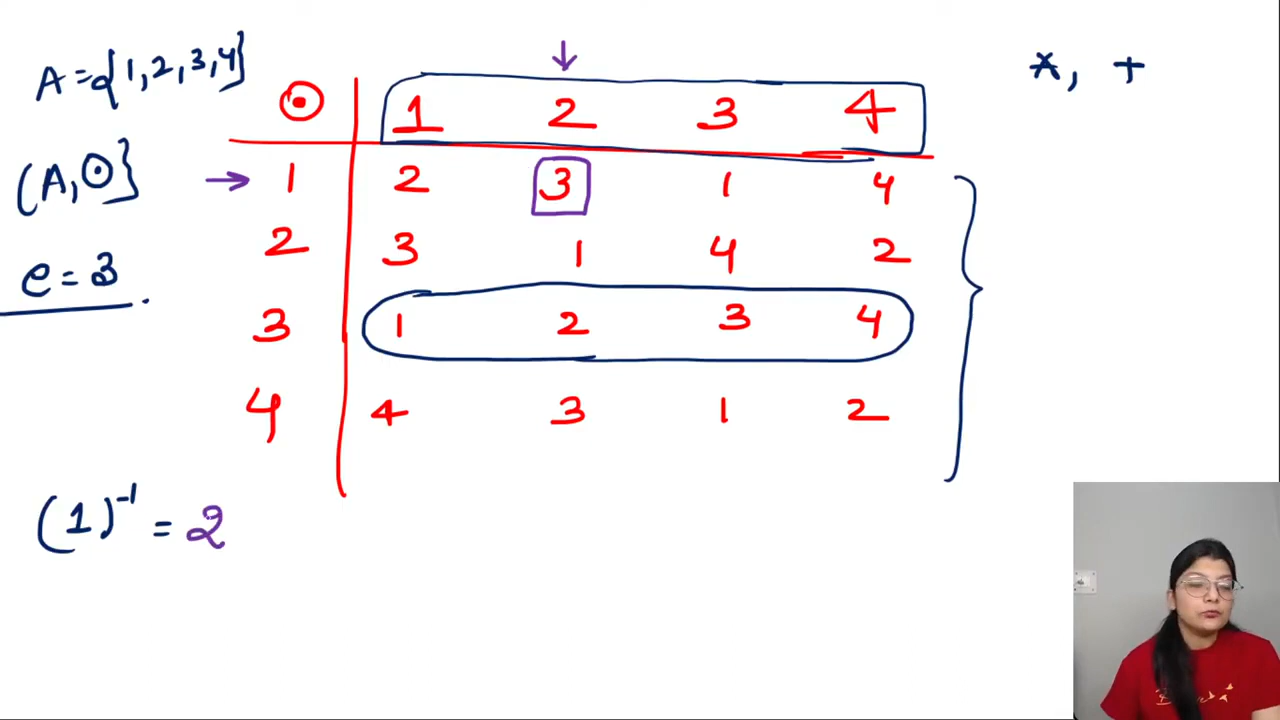 A={1,2,3,4}
*, +
⊙ 1 2 3 4
1 2 3 1 4
(A,⊙}
2 3 1 4 2
e=3
3 1 2 3 4
4 4 3 1 2
(1)⁻¹ = 2